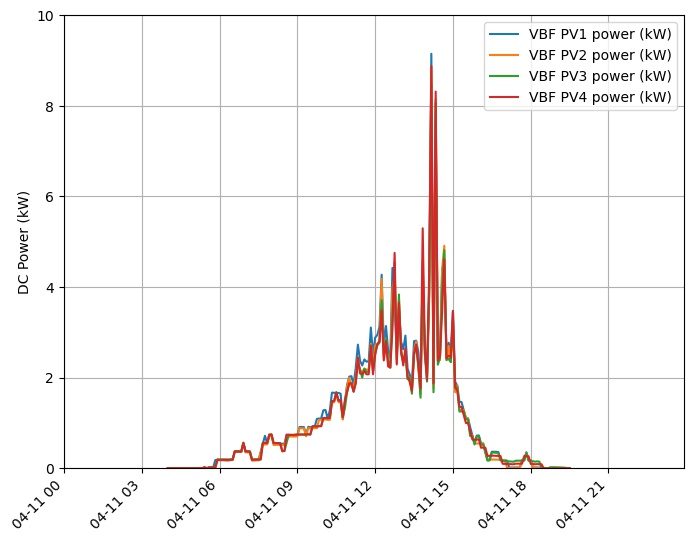 10
8
6
4
2
0
DC Power (kW)
VBF PV1 power (kW)
VBF PV2 power (kW)
VBF PV3 power (kW)
VBF PV4 power (kW)
04-11 00
04-11 03
04-11 06
04-11 09
04-11 12
04-11 15
04-11 18
04-11 21